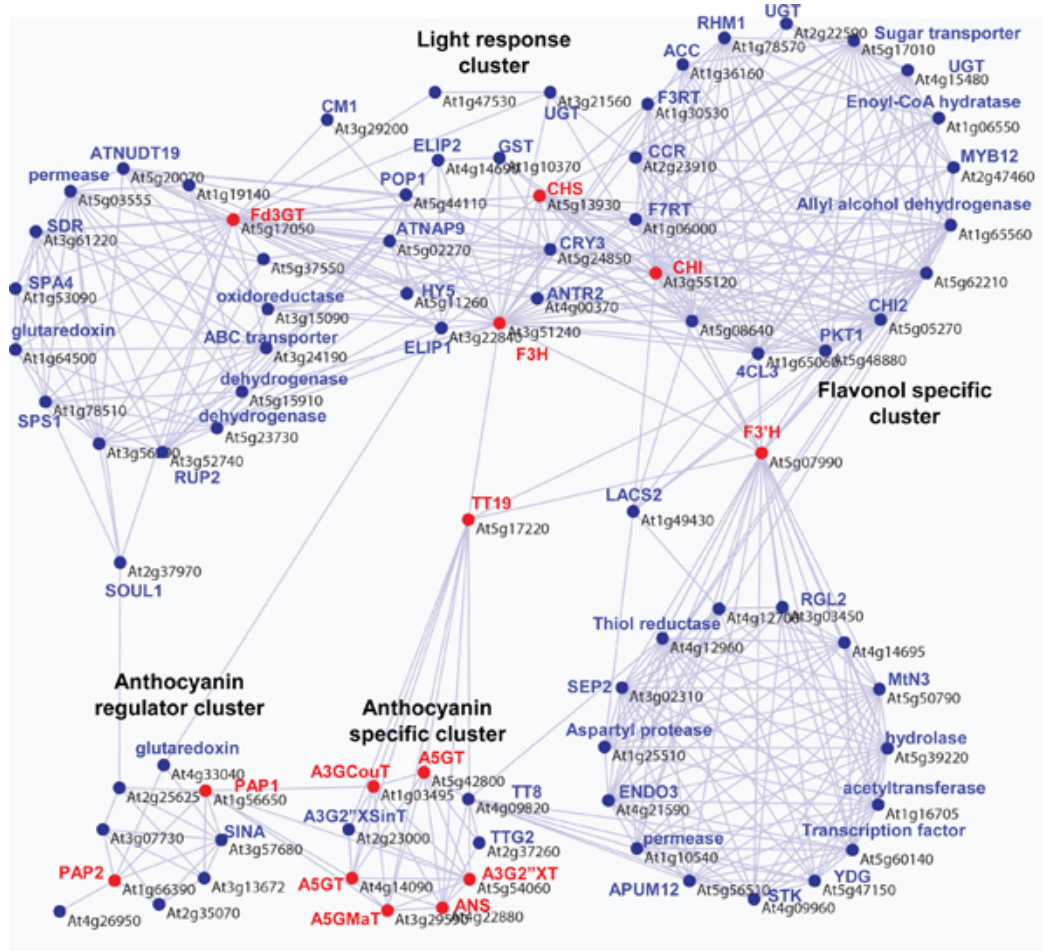 UGT
RHM1
At2g22590
Sugar transporter
At1g78570
At5g17010
Light response
cluster
ACC
At1g36160
UGT
At4g15480
At1g47530
At3g21560
UGT
F3RT
At1g30530
Enoyl-CoA hydratase
At1g06550
CM1
At3g29200
ELIP2
At4g14690
GST
At1g10370
CCR
At2g23910
MYB12
At2g47460
ATNUDT19
At5g20070
permease
At5g03555
At1g19140
POP1
At5g44110
CHS
At5g13930
F7RT
At1g06000
Allyl alcohol dehydrogenase
At1g65560
Fd3GT
At5g17050
SDR
At3g61220
ATNAP9
At5g02270
CRY3
At5g24850
At5g37550
CHI
At3g55120
At5g62210
SPA4
At1g53090
oxidoreductase
At3g15090
HY5
At5g11260
ANTR2
At4g00370
CHI2
At5g05270
At5g08640
glutaredoxin
At1g64500
ABC transporter
At3g24190
At3g22840
ELIP1
At3g51240
F3H
PKT1
At5g48880
At1g65060
4CL3
dehydrogenase
At5g15910
Flavonol specific
cluster
SPS1
At1g78510
dehydrogenase
At5g23730
At3g52740
RUP2
F3'H
At5g07990
TT19
At5g17220
LACS2
At1g49430
At2g37970
SOUL1
RGL2
At3g03450
At4g12700
Thiol reductase
At4g12960
At4g14695
SEP2
At3g02310
MtN3
At5g50790
Anthocyanin
regulator cluster
Anthocyanin
specific cluster
Aspartyl protease
At1g25510
hydrolase
At5g39220
glutaredoxin
At4g33040
A3GCouT
At1g03495
A5GT
At5g42800
At2g25625
PAP1
At1g56650
TT8
At4g09820
ENDO3
At4g21590
acetyltransferase
At1g16705
At3g07730
SINA
At3g57680
A3G2"XSinT
At2g23000
TTG2
At2g37260
permease
At1g10540
Transcription factor
At5g60140
PAP2
At1g66390
At3g13672
A5GT
At4g14090
A3G2"XT
At5g54060
APUM12
At5g56510
YDG
At5g47150
STK
At4g09960
At4g26950
At2g35070
A5GMaT
At3g29590
ANS
At4g22880